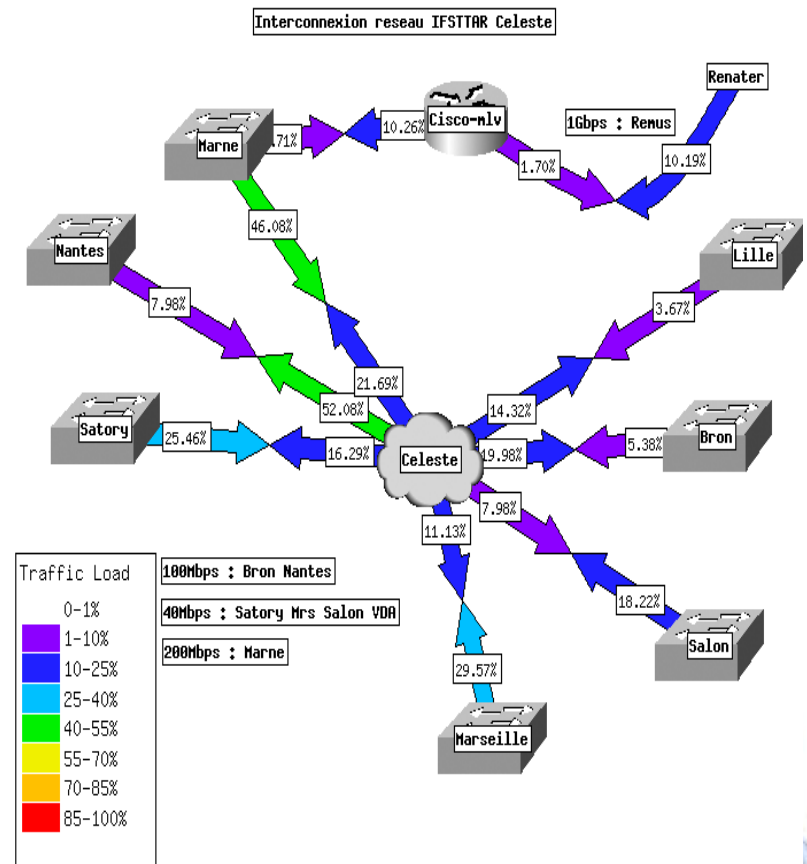 Interconnexion reseau IFSTTAR Celeste
Renater
Cisco-mlv
1Gbps : Remus
Marne
.71%
10.26%
1.70%
10.19%
46.08%
Nantes
Lille
7.98%
3.67%
21.69%
52.08%
14.32%
Satory
25.46%
16.29%
Celeste
19.98%
5.38%
Bron
7.98%
11.13%
18.22%
Salon
29.57%
Marseille
100Mbps : Bron Nantes
40Mbps : Satory Mrs Salon VDA
200Mbps : Marne
Traffic Load
0-1%
1-10%
10-25%
25-40%
40-55%
55-70%
70-85%
85-100%